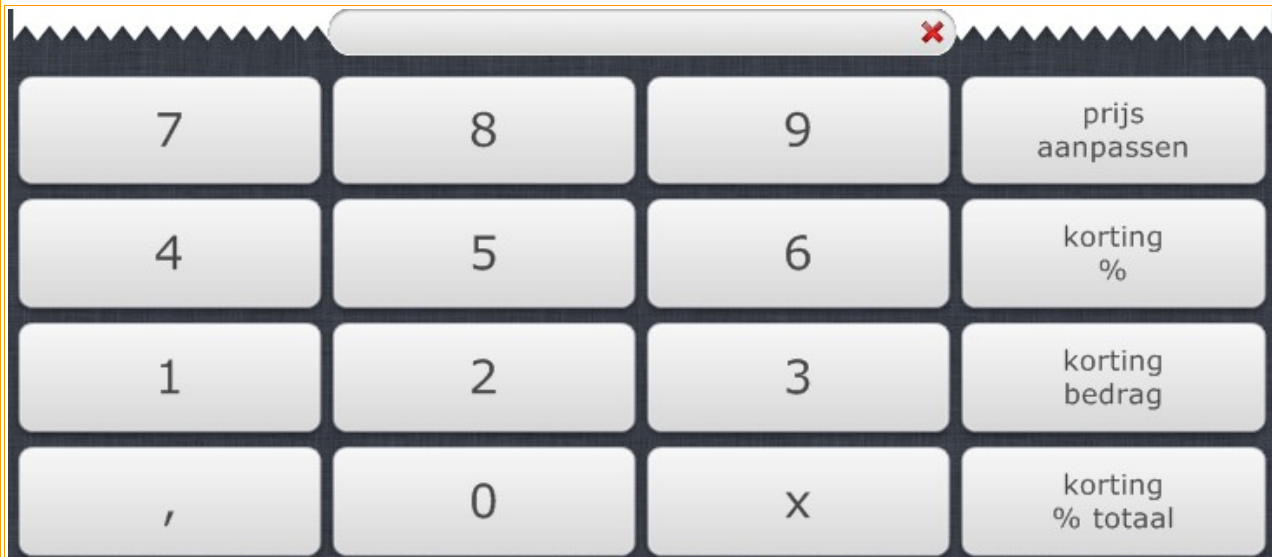 7 8 9 prijs
aanpassen
4 5 6 korting
%
1 2 3 korting
bedrag
, 0 x korting
% totaal